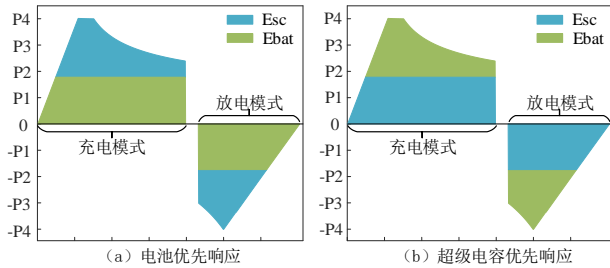 P4
P3
P2
P1
0
-P1
-P2
-P3
-P4
Esc
Ebat
放电模式
充电模式
（a）电池优先响应
P4
P3
P2
P1
0
-P1
-P2
-P3
-P4
Esc
Ebat
放电模式
充电模式
（b）超级电容优先响应